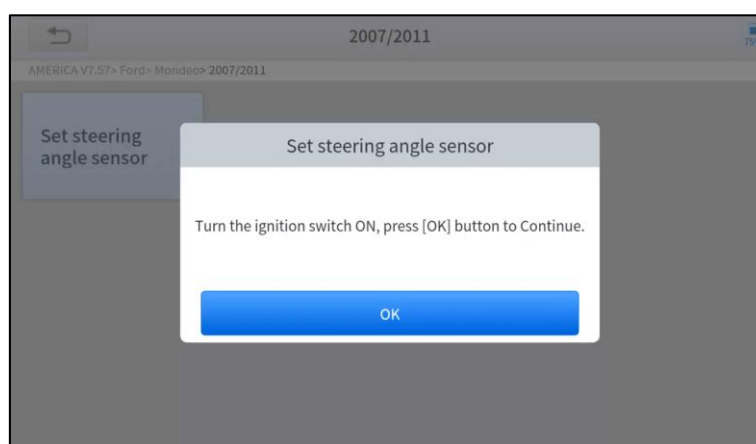 2007/2011
AMERICA V7.57> Ford> Mondeo> 2007/2011
Set steering
angle sensor
Set steering angle sensor
Turn the ignition switch ON, press [OK] button to Continue.
OK